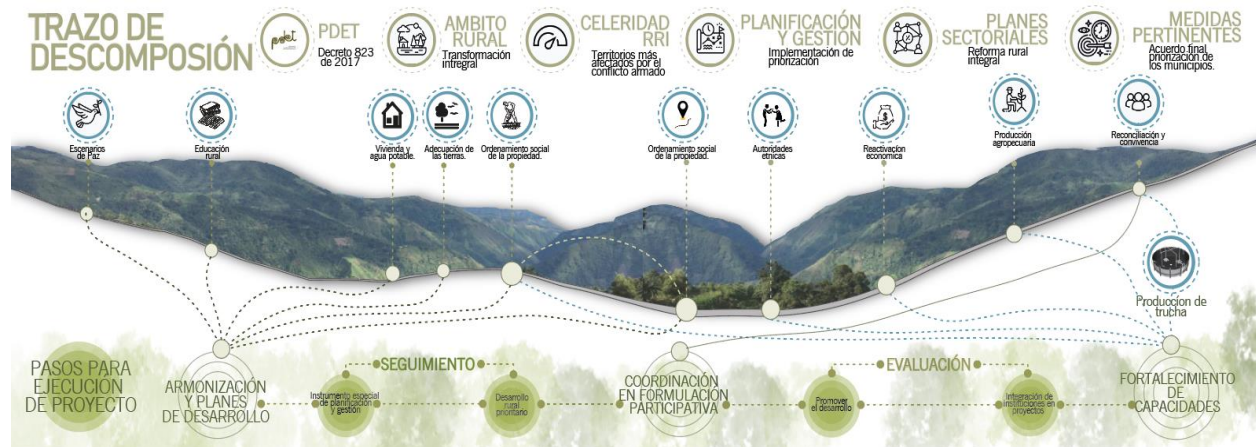 TRAZO DE
DESCOMPOSIÓN
pdet
PDET
Decreto 823
de 2017
AMBITO
RURAL
Transformación
intregral
CELERIDAD
RRI
Territorios más
afectados por el
conflicto armado
PLANIFICACIÓN
Y GESTIÓN
Implementación de
priorización
PLANES
SECTORIALES
Reforma rural
integral
MEDIDAS
PERTINENTES
Acuerdo final
priorización de
los municipios.
Escenarios
de Paz
Educación
rural
Vivienda y
agua potable.
Adecuación de
las tierras.
Ordenamiento social
de la propiedad.
Ordenamiento social
de la propiedad.
Autoridades
etnicas
Reactivacíon
economica
Producción
agropecuaria
Reconciliación y
convivencia
Produccíon de
trucha
PASOS PARA
EJECUCION
DE PROYECTO
ARMONIZACIÓN
Y PLANES
DE DESARROLLO
SEGUIMIENTO
Instrumento especial
de planificación y
gestión
Desarrollo
rural
prioritario
COORDINACIÓN
EN FORMULACIÓN
PARTICIPATIVA
EVALUACIÓN
Promover
el desarrollo
Integración de
instituciones en
proyectos
FORTALECIMIENTO
DE
CAPACIDADES